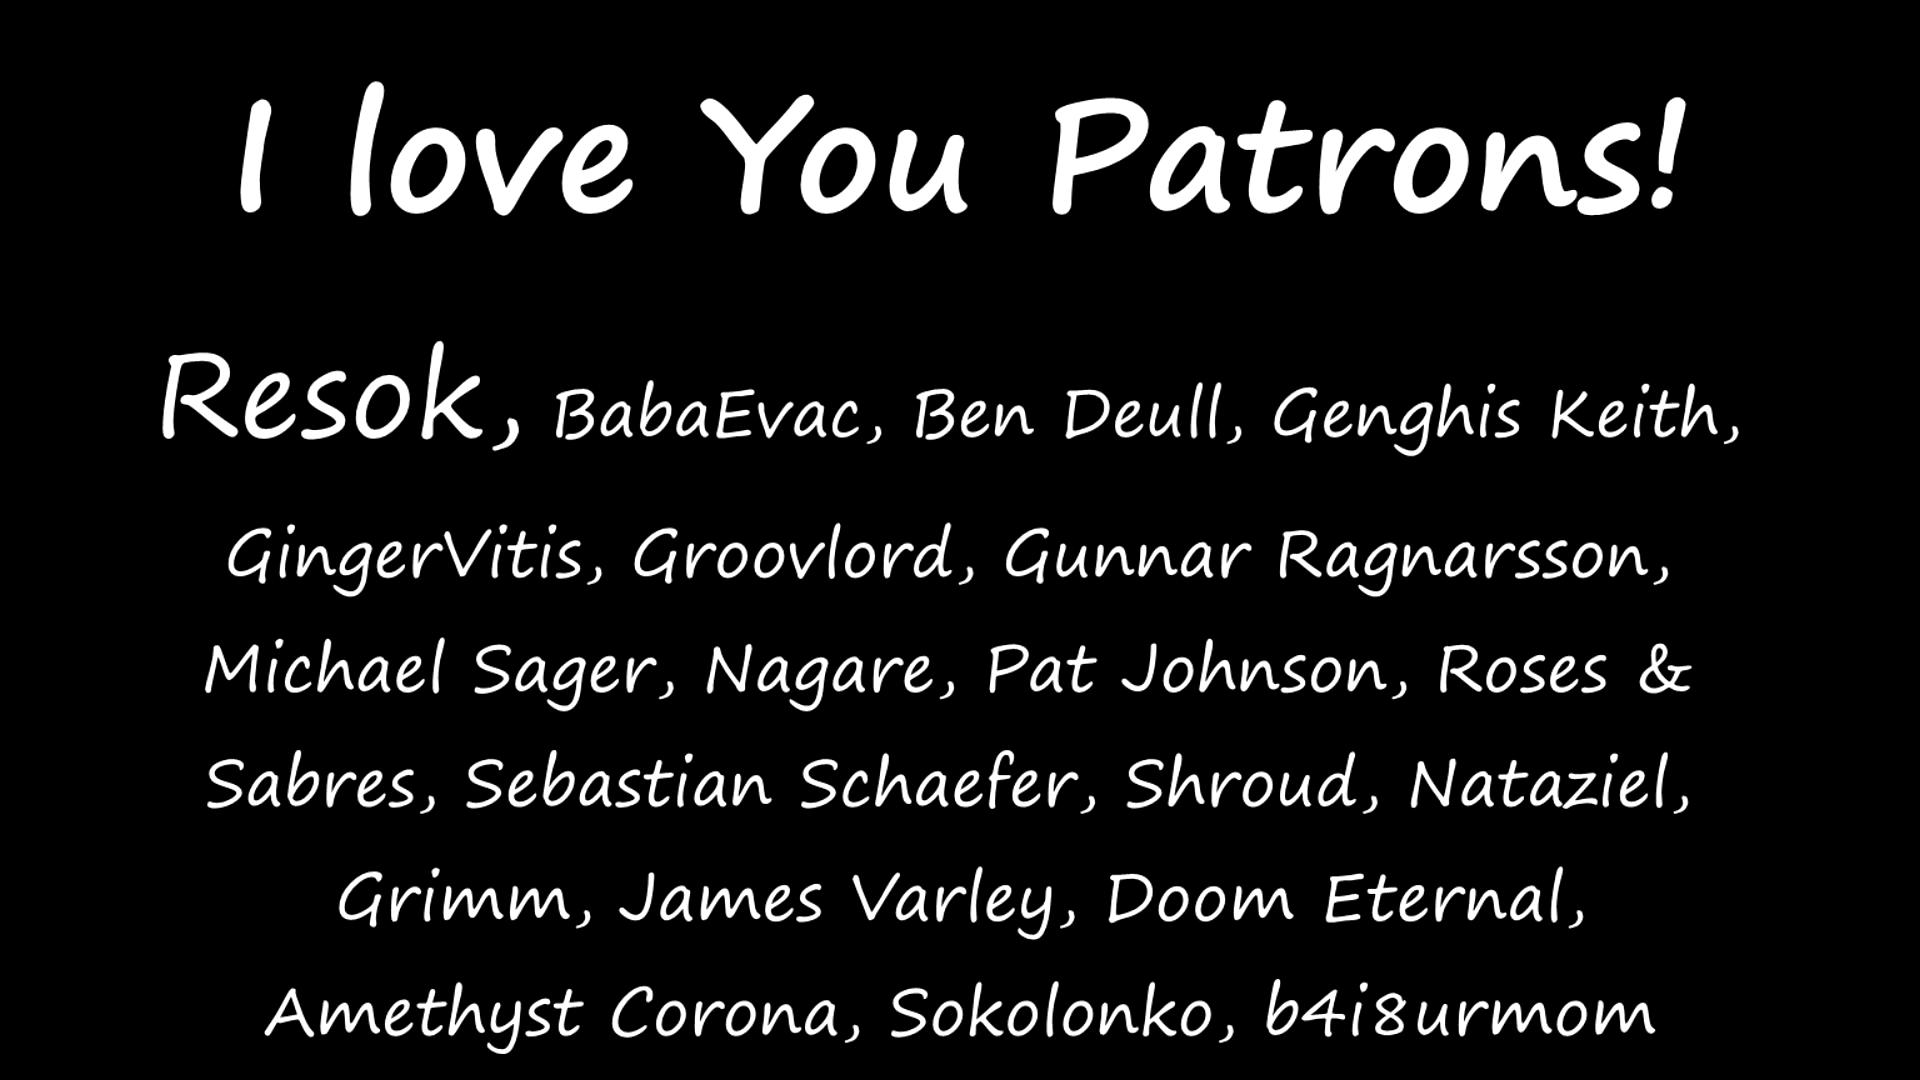 I love You Patrons!
Resok, BabaEvac, Ben Deull, Genghis Keith,
GingerVitis, Groovlord, Gunnar Ragnarsson,
Michael Sager, Nagare, Pat Johnson, Roses &
Sabres, Sebastian Schaefer, Shroud, Nataziel,
Grimm, James Varley, Doom Eternal,
Amethyst Corona, Sokolonko, b4i8urmom